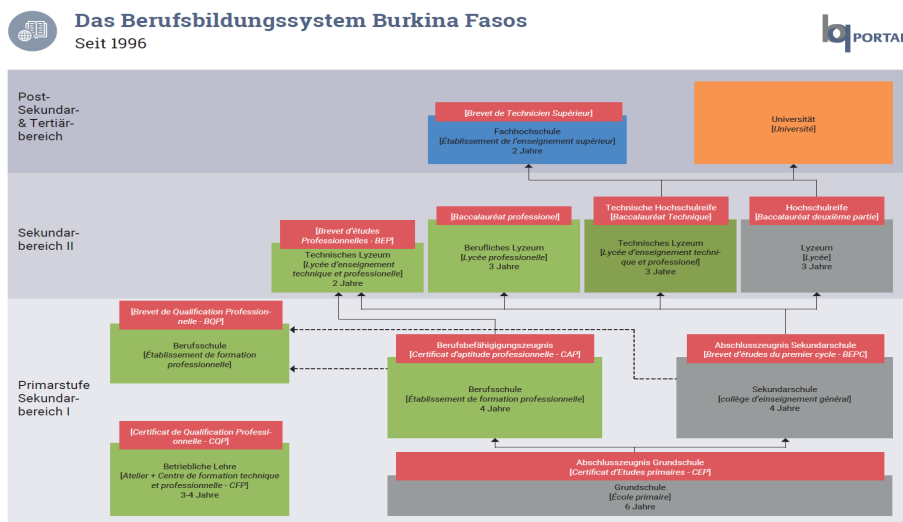 Das Berufsbildungssystem Burkina Fasos
Seit 1996
bq PORTAL
Post-
Sekundar-
& Tertiär-
bereich
[Brevet de Technicien Supérieur]
Fachhochschule
[Établissement de l'enseignement supérieur]
2 Jahre
Universität
[Université]
Sekundar-
bereich II
[Brevet d'études
Professionnelles - BEP]
Technisches Lyzeum
[Lycée d'enseignement
technique et professionnelle]
2 Jahre
[Baccalauréat professionel]
Berufliches Lyzeum
[Lycée professionelle]
3 Jahre
Technische Hochschulreife
[Baccalauréat Technique]
Technisches Lyzeum
[Lycée d'enseignement techni-
que et professionel]
3 Jahre
Hochschulreife
[Baccalauréat deuxième partie]
Lyzeum
[Lycée]
3 Jahre
Primarstufe
Sekundar-
bereich I
[Brevet de Qualification Profession-
nelle - BQP]
Berufsschule
[Établissement de formation
professionnelle]
Berufsbefähigigungszeugnis
[Certificat d'aptitude professionnelle - CAP]
Berufsschule
[Établissement de formation professionnelle]
4 Jahre
Abschlusszeugnis Sekundarschule
[Brevet d'études du premier cycle - BEPC]
Sekundarschule
[collège d'einseignement général]
4 Jahre
[Certificat de Qualification Professi-
onnelle - CQP]
Betriebliche Lehre
[Atelier + Centre de formation technique
et professionnelle - CFP]
3-4 Jahre
Abschlusszeugnis Grundschule
[Certificat d'Etudes primaires - CEP]
Grundschule
[École primaire]
6 Jahre